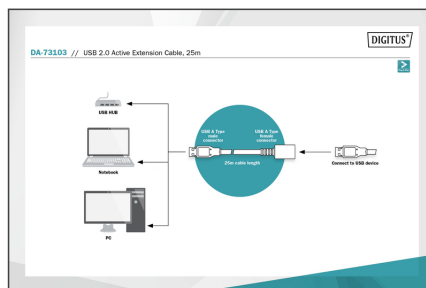 DIGITUS®
DA-73103 // USB 2.0 Active Extension Cable, 25m
USB HUB
USB A Type
male
connector
USB A Type
female
connector
25m cable length
Notebook
Connect to USB device
PC